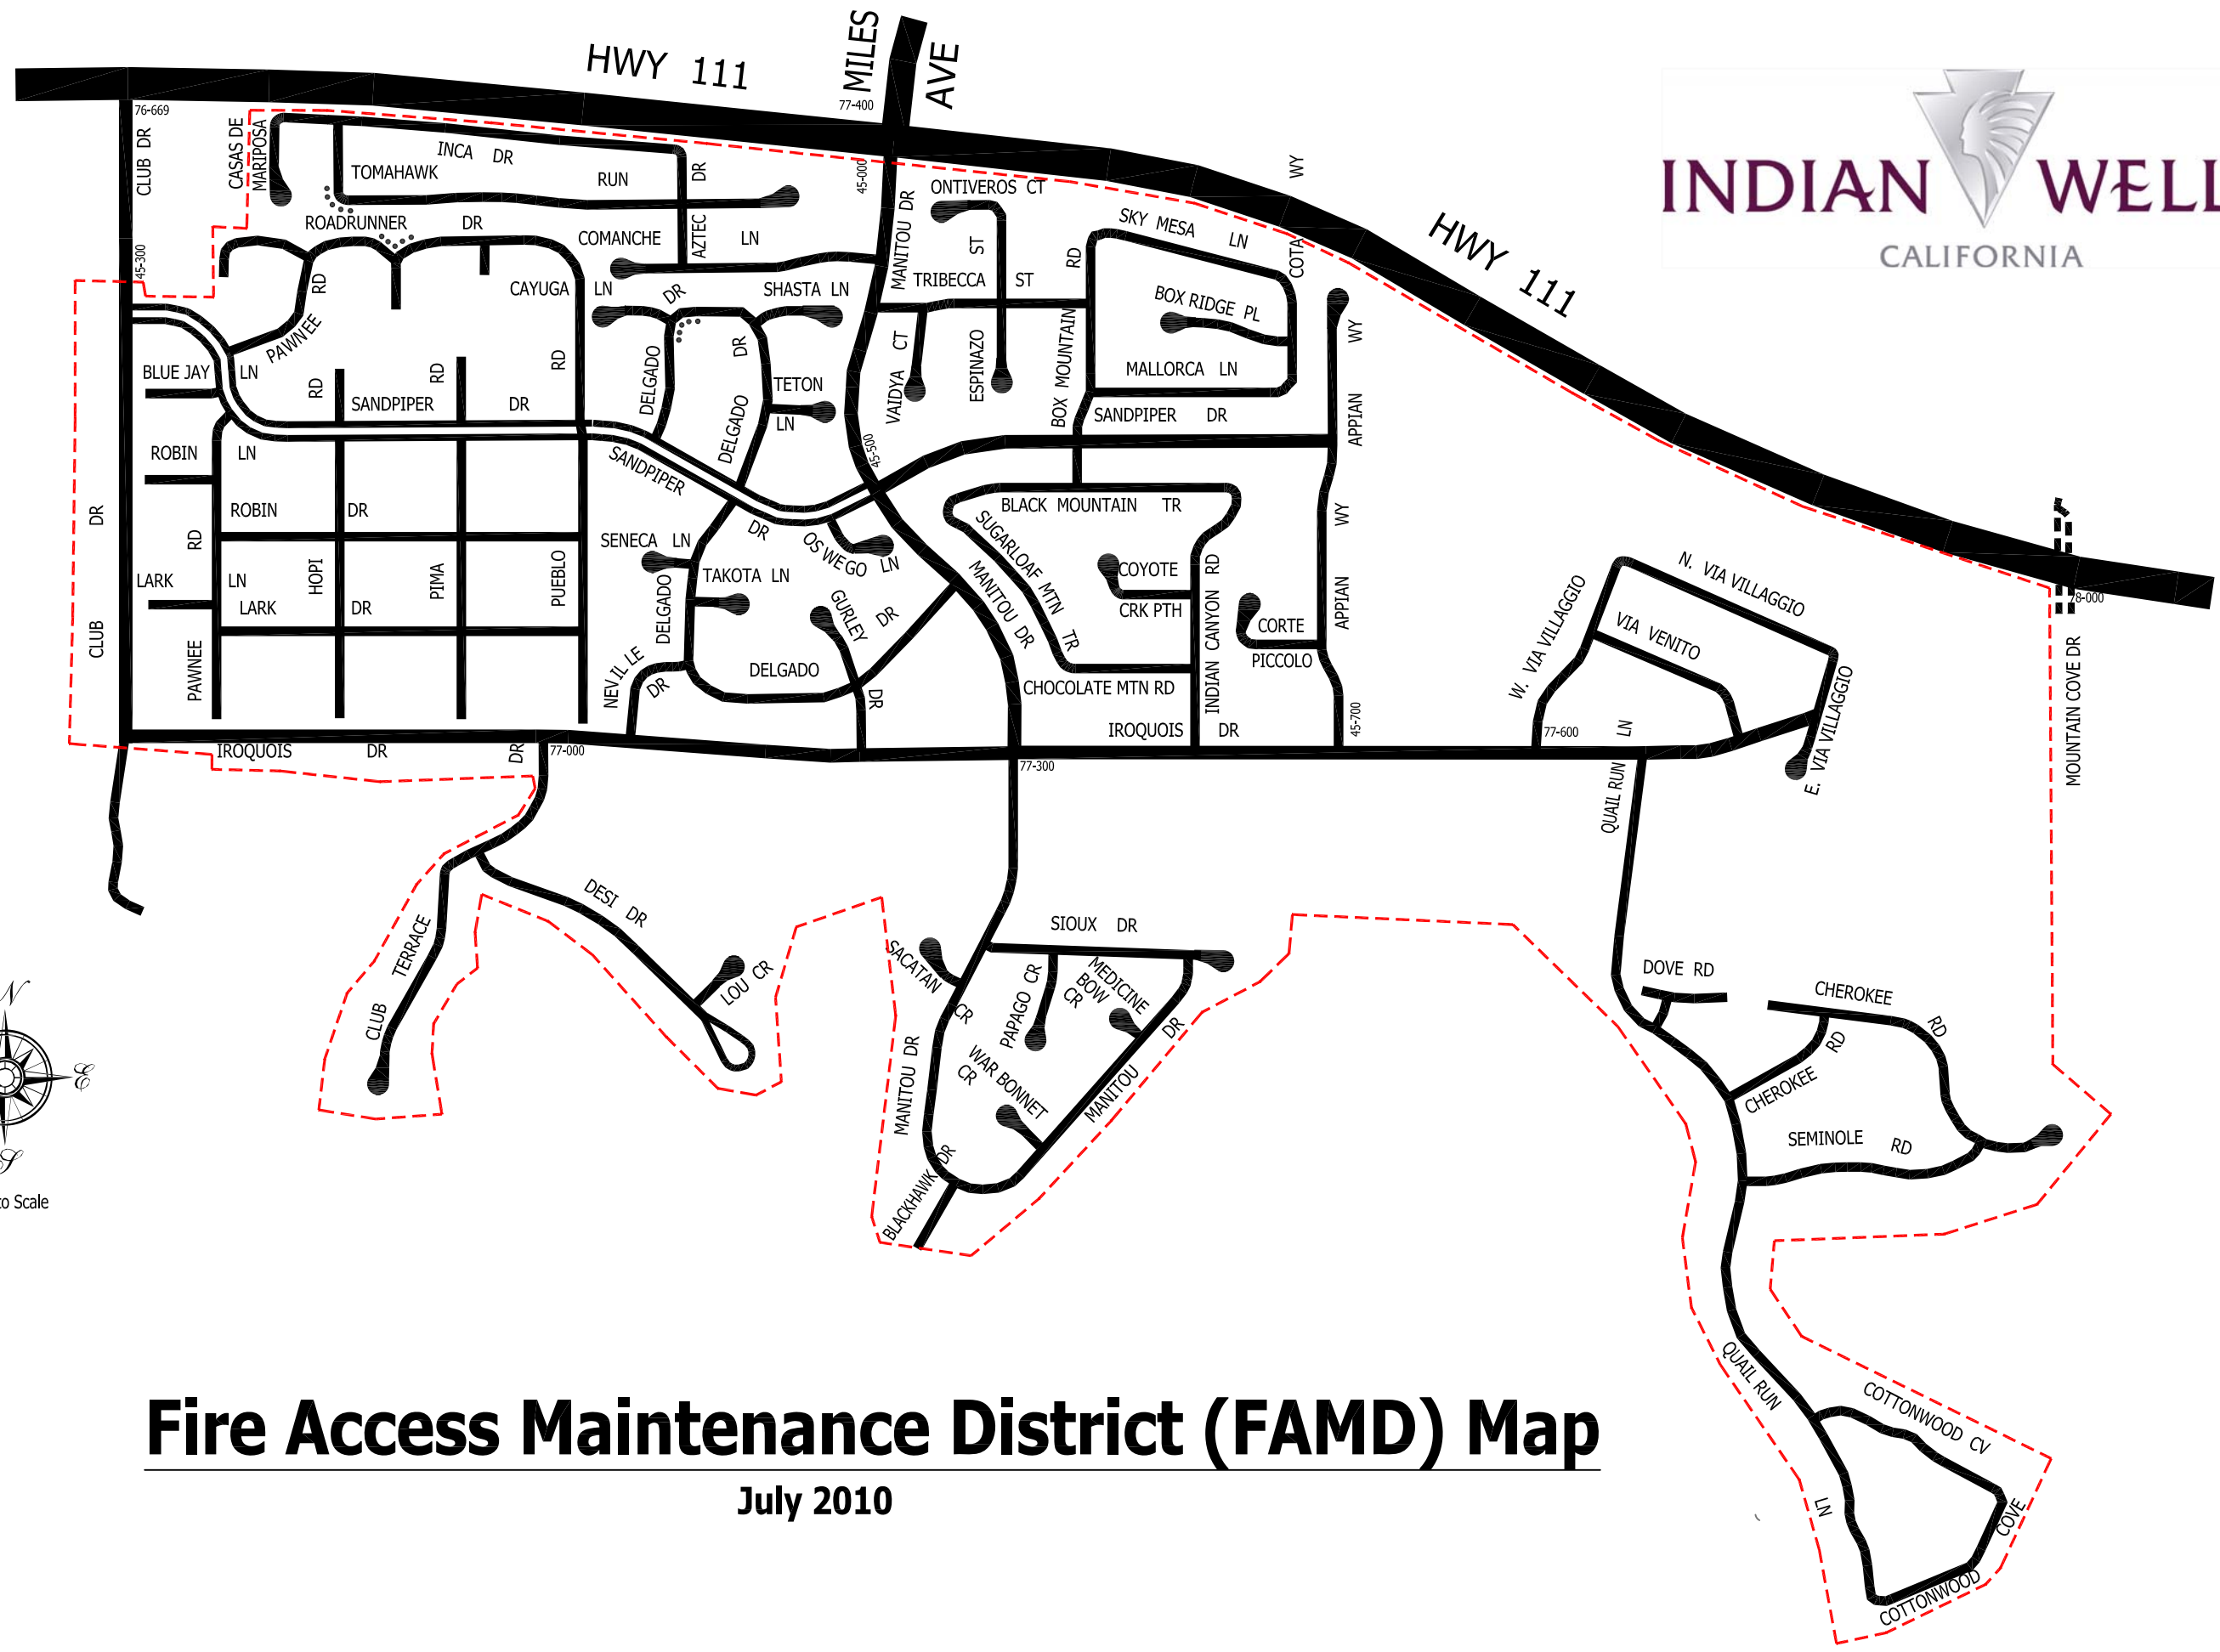 HWY 111
MILES
AVE
77-400
76-669
CLUB DR
45-300
CASAS DE
MARIPOSA
INCA DR
TOMAHAWK RUN
AZTEC DR
ROADRUNNER DR
COMANCHE LN
45-000
MANITOU DR
ONTIVEROS CT
SKY MESA LN
COTA WY
HWY 111
INDIAN WELL
CALIFORNIA
PAWNEE RD
CAYUGA LN
DELGADO DR
SHASTA LN
TRIBECCA ST
ESPINAZO ST
VAIDYA CT
BOX MOUNTAIN RD
BOX RIDGE PL
MALLORCA LN
SANDPIPER DR
APPIAN WY
BLUE JAY LN
SANDPIPER DR
DELGADO DR
TETON
LN
ROBIN LN
ROBIN DR
SANDPIPER DR
45-500
BLACK MOUNTAIN TR
SUGARLOAF MTN TR
COYOTE
CRK PTH
CORTE
PICCOLO
APPIAN WY
INDIAN CANYON RD
CHOCOLATE MTN RD
CLUB DR
PAWNEE RD
HOPI RD
PIMA RD
PUEBLO RD
LARK LN
LARK DR
SENECA LN
TAKOTA LN
OSWEGO LN
DELGADO
GURLEY DR
DELGADO DR
NEVILLE
DR
MANITOU DR
IROQUOIS DR
77-000
77-300
IROQUOIS DR
45-700
77-600
W. VIA VILLAGGIO
N. VIA VILLAGGIO
VIA VENITO
E. VIA VILLAGGIO
78-000
MOUNTAIN COVE DR
QUAIL RUN LN
CLUB TERRACE DR
DESI DR
LOU CR
SACATAN CR
SIOUX DR
PAPAGO CR
MEDICINE
BOW
CR
WAR BONNET
CR
MANITOU DR
MANITOU DR
BLACKHAWK DR
DOVE RD
CHEROKEE RD
CHEROKEE RD
SEMINOLE RD
QUAIL RUN LN
COTTONWOOD CV
COTTONWOOD COVE
N
E
S
to Scale
Fire Access Maintenance District (FAMD) Map
July 2010